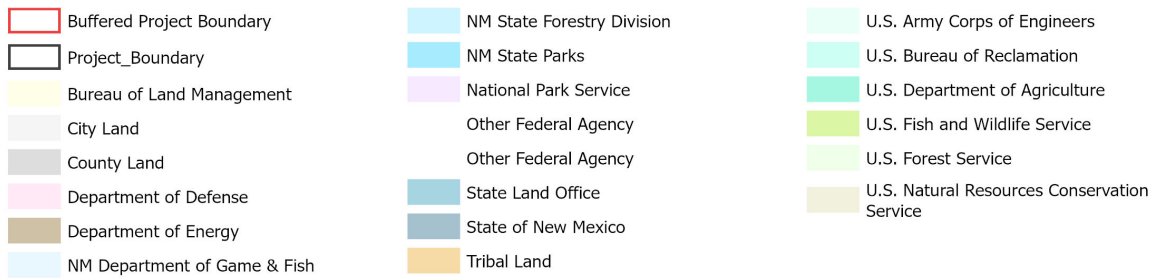 Buffered Project Boundary
Project_Boundary
Bureau of Land Management
City Land
County Land
Department of Defense
Department of Energy
NM Department of Game & Fish
NM State Forestry Division
NM State Parks
National Park Service
Other Federal Agency
Other Federal Agency
State Land Office
State of New Mexico
Tribal Land
U.S. Army Corps of Engineers
U.S. Bureau of Reclamation
U.S. Department of Agriculture
U.S. Fish and Wildlife Service
U.S. Forest Service
U.S. Natural Resources Conservation
Service